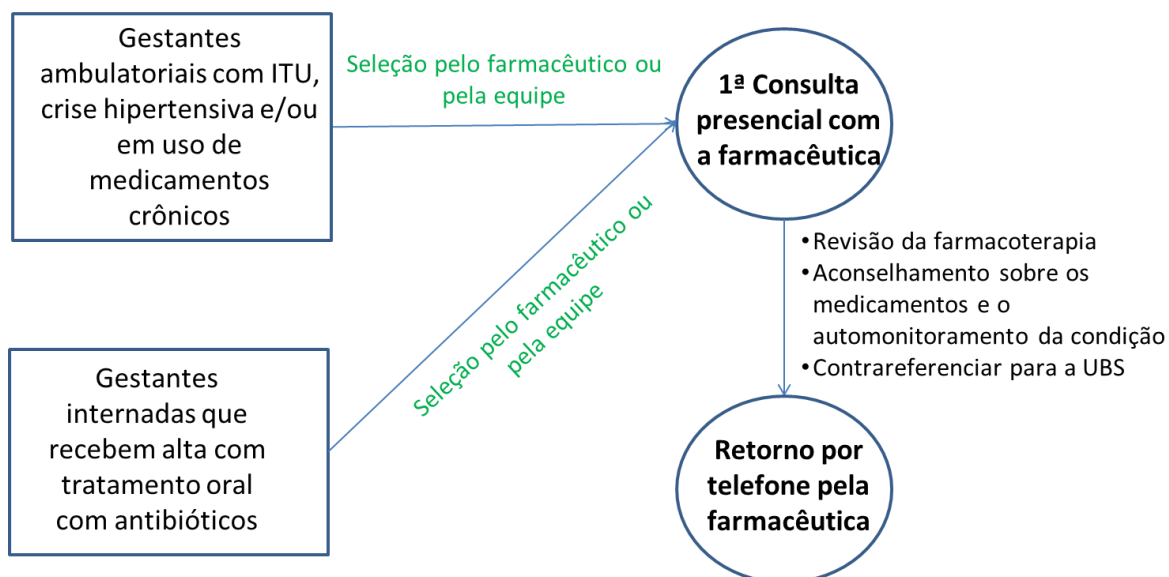 Gestantes
ambulatoriais com ITU,
crise hipertensiva e/ou
em uso de
medicamentos
crônicos
Seleção pelo farmacêutico ou
pela equipe
1ª Consulta
presencial com
a farmacêutica
Seleção pelo farmacêutico ou
pela equipe
•Revisão da farmacoterapia
•Aconselhamento sobre os
medicamentos e o
automonitoramento da condição
•Contrareferenciar para a UBS
Gestantes
internadas que
recebem alta com
tratamento oral
com antibióticos
Retorno por
telefone pela
farmacêutica